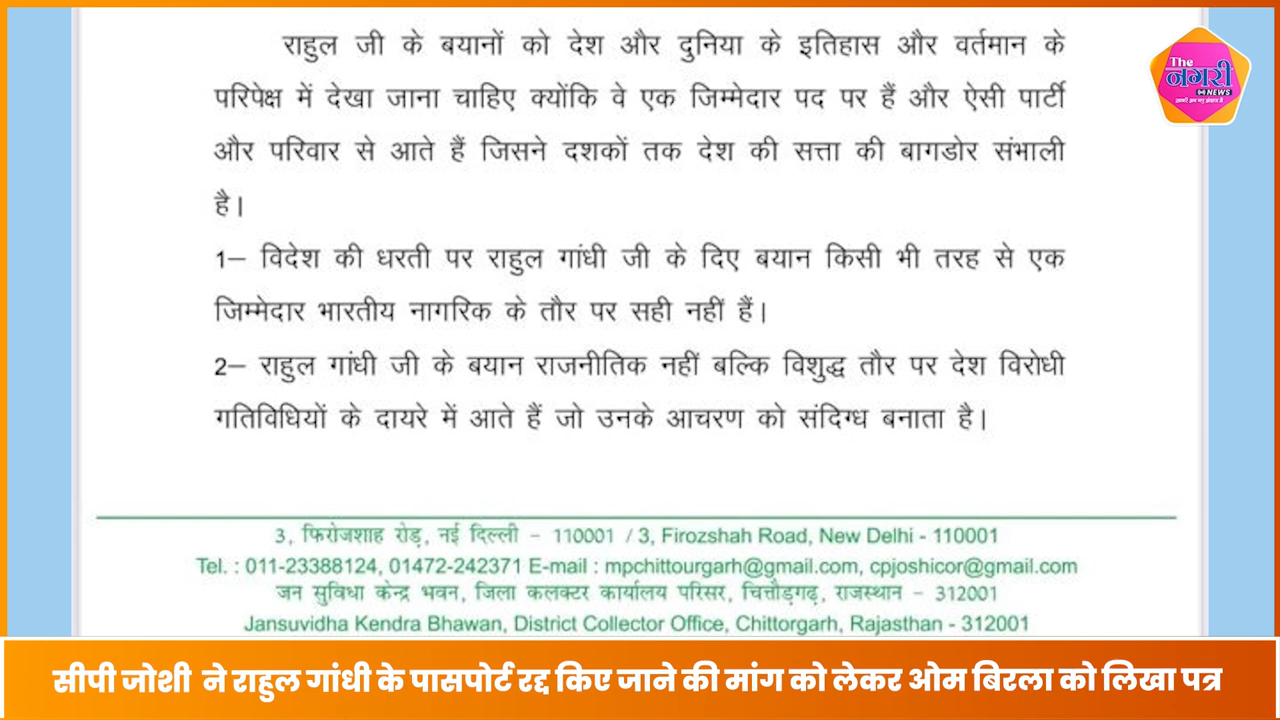 राहुल जी के बयानों को देश और दुनिया के इतिहास और वर्तमान के
परिपेक्ष में देखा जाना चाहिए क्योंकि वे एक जिम्मेदार पद पर हैं और ऐसी पार्टी
और परिवार से आते हैं जिसने दशकों तक देश की सत्ता की बागडोर संभाली
है।
1– विदेश की धरती पर राहुल गांधी जी के दिए बयान किसी भी तरह से एक
जिम्मेदार भारतीय नागरिक के तौर पर सही नहीं हैं।
2– राहुल गांधी जी के बयान राजनीतिक नहीं बल्कि विशुद्ध तौर पर देश विरोधी
गतिविधियों के दायरे में आते हैं जो उनके आचरण को संदिग्ध बनाता है।
The
नगरी
NEWS
3, फिरोजशाह रोड़, नई दिल्ली – 110001 / 3, Firozshah Road, New Delhi - 110001
Tel. : 011-23388124, 01472-242371 E-mail : mpchittourgarh@gmail.com, cpjoshicor@gmail.com
जन सुविधा केन्द्र भवन, जिला कलक्टर कार्यालय परिसर, चित्तौड़गढ़, राजस्थान – 312001
Jansuvidha Kendra Bhawan, District Collector Office, Chittorgarh, Rajasthan - 312001
सीपी जोशी ने राहुल गांधी के पासपोर्ट रद्द किए जाने की मांग को लेकर ओम बिरला को लिखा पत्र